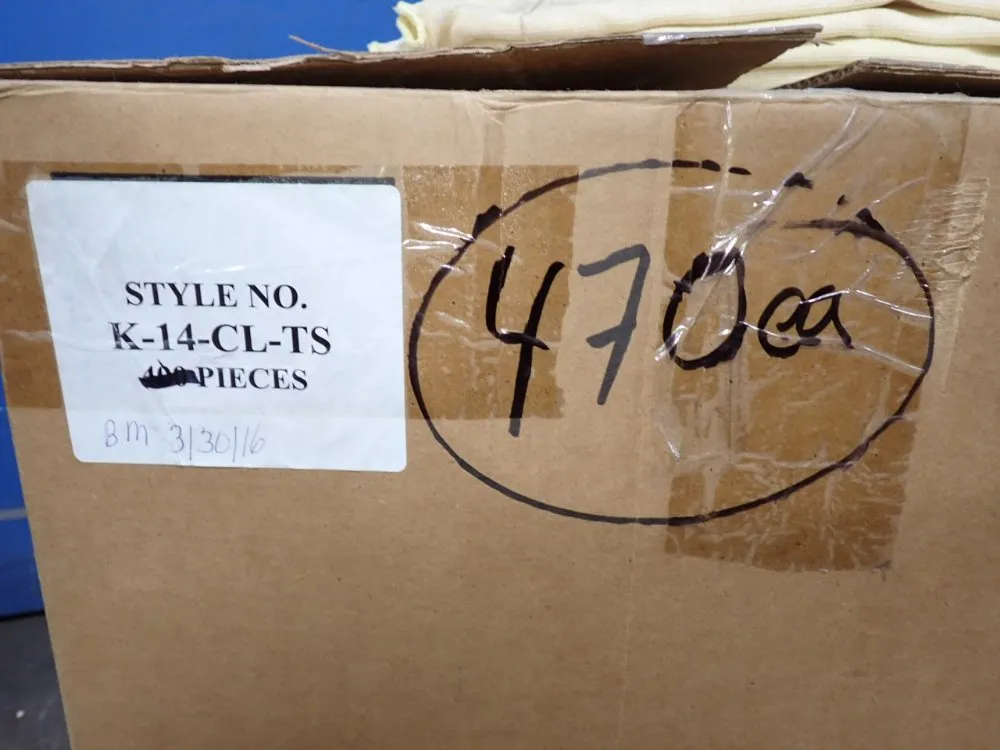 STYLE NO.
K-14-CL-TS
PIECES
BM 3/30/16
470ea